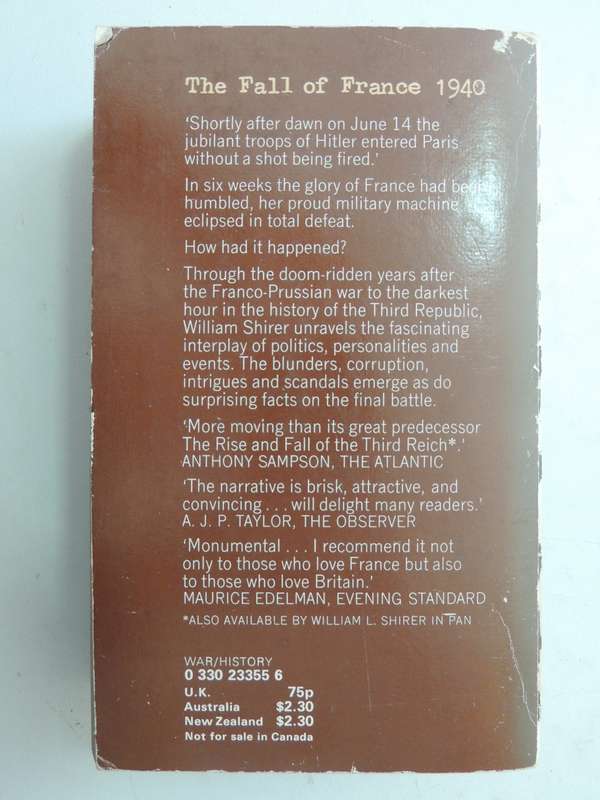 The Fall of France 1940
'Shortly after dawn on June 14 the
jubilant troops of Hitler entered Paris
without a shot being fired.'
In six weeks the glory of France had been
humbled, her proud military machine
eclipsed in total defeat.
How had it happened?
Through the doom-ridden years after
the Franco-Prussian war to the darkest
hour in the history of the Third Republic,
William Shirer unravels the fascinating
interplay of politics, personalities and
events. The blunders, corruption,
intrigues and scandals emerge as do
surprising facts on the final battle.
'More moving than its great predecessor
The Rise and Fall of the Third Reich*.'
ANTHONY SAMPSON, THE ATLANTIC
'The narrative is brisk, attractive, and
convincing . . . will delight many readers.'
A. J. P. TAYLOR, THE OBSERVER
'Monumental . . . I recommend it not
only to those who love France but also
to those who love Britain.'
MAURICE EDELMAN, EVENING STANDARD
*ALSO AVAILABLE BY WILLIAM L. SHIRER IN PAN
WAR/HISTORY
0 330 23355 6
U.K. 75p
Australia $2.30
New Zealand $2.30
Not for sale in Canada